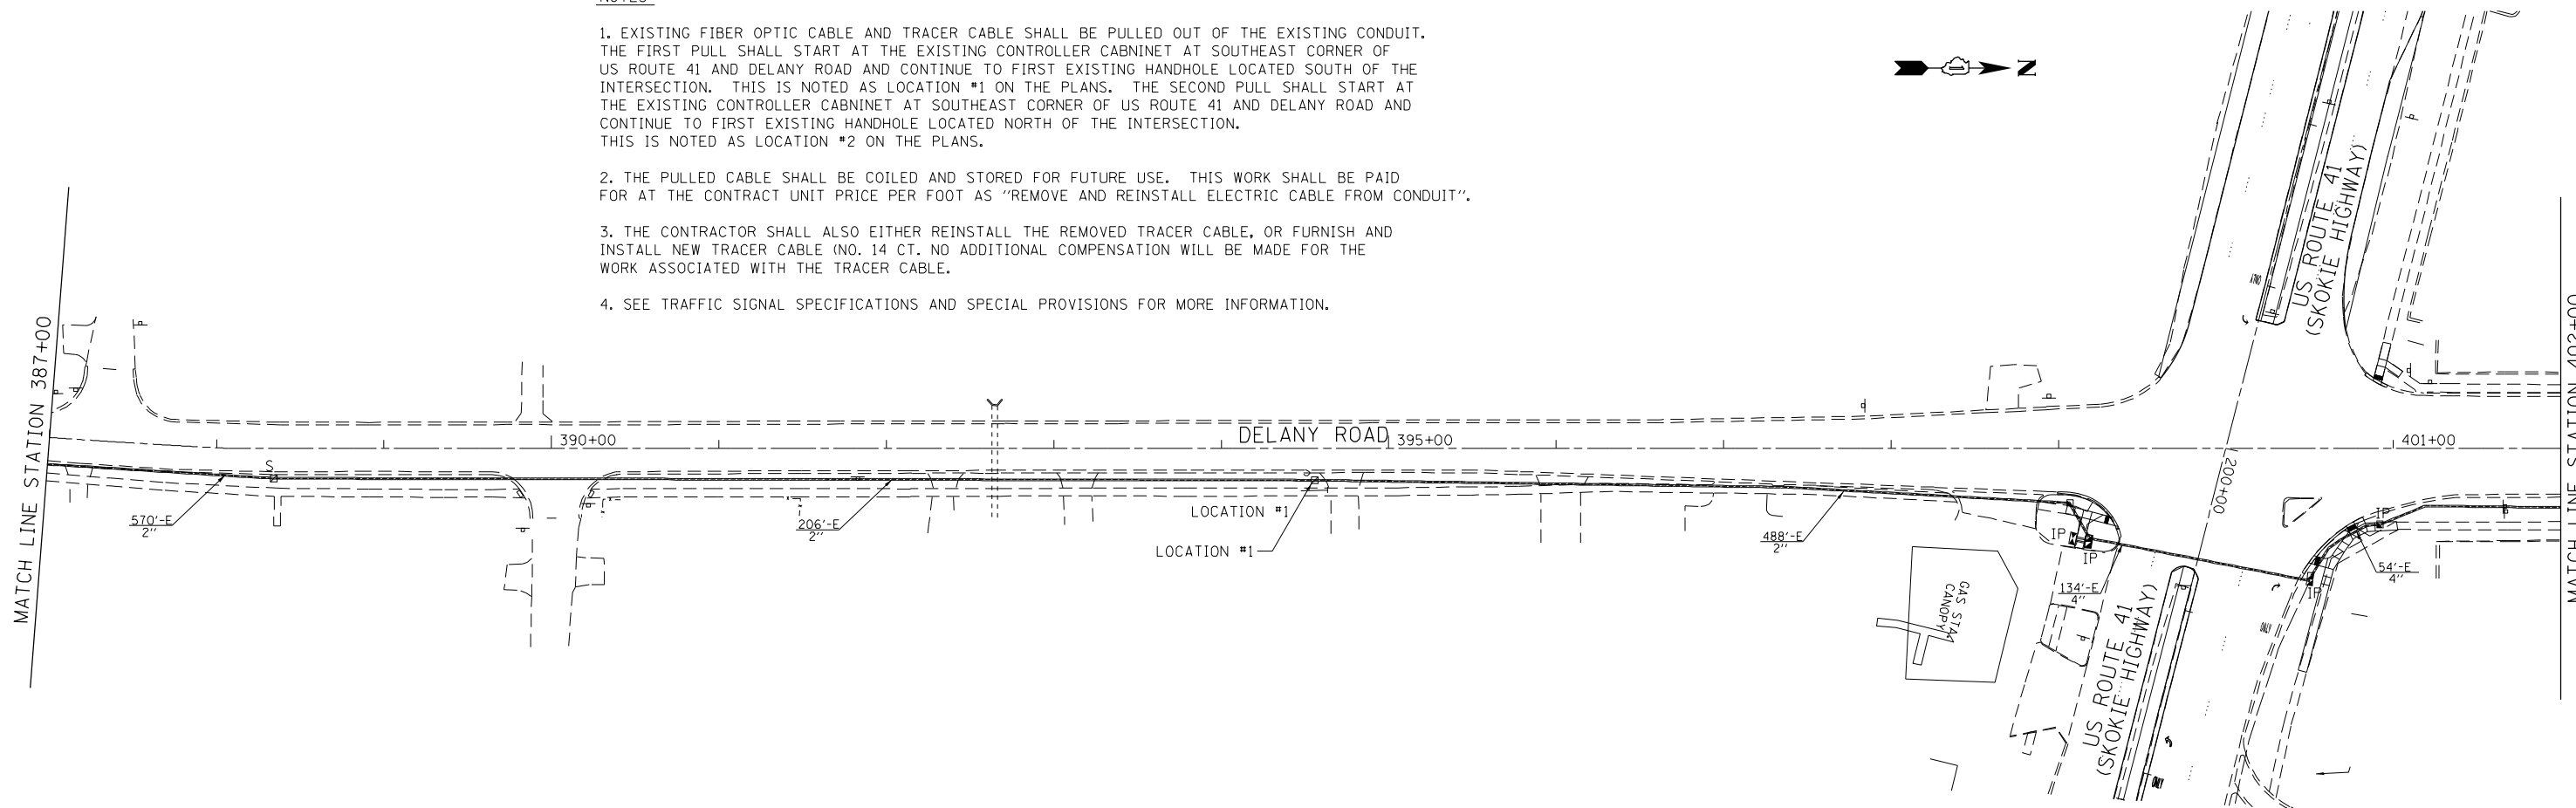 1. EXISTING FIBER OPTIC CABLE AND TRACER CABLE SHALL BE PULLED OUT OF THE EXISTING CONDUIT.
THE FIRST PULL SHALL START AT THE EXISTING CONTROLLER CABNINET AT SOUTHEAST CORNER OF
US ROUTE 41 AND DELANY ROAD AND CONTINUE TO FIRST EXISTING HANDHOLE LOCATED SOUTH OF THE
INTERSECTION. THIS IS NOTED AS LOCATION #1 ON THE PLANS. THE SECOND PULL SHALL START AT
THE EXISTING CONTROLLER CABNINET AT SOUTHEAST CORNER OF US ROUTE 41 AND DELANY ROAD AND
CONTINUE TO FIRST EXISTING HANDHOLE LOCATED NORTH OF THE INTERSECTION.
THIS IS NOTED AS LOCATION #2 ON THE PLANS.
2. THE PULLED CABLE SHALL BE COILED AND STORED FOR FUTURE USE. THIS WORK SHALL BE PAID
FOR AT THE CONTRACT UNIT PRICE PER FOOT AS "REMOVE AND REINSTALL ELECTRIC CABLE FROM CONDUIT".
3. THE CONTRACTOR SHALL ALSO EITHER REINSTALL THE REMOVED TRACER CABLE, OR FURNISH AND
INSTALL NEW TRACER CABLE (NO. 14 CT. NO ADDITIONAL COMPENSATION WILL BE MADE FOR THE
WORK ASSOCIATED WITH THE TRACER CABLE.
4. SEE TRAFFIC SIGNAL SPECIFICATIONS AND SPECIAL PROVISIONS FOR MORE INFORMATION.
N
US ROUTE 41
(SKOKIE HIGHWAY)
ONLY
MATCH LINE STATION 387+00
390+00
DELANY ROAD
395+00
401+00
MATCH LINE STATION 402+00
200+00
S
570'-E
2"
206'-E
2"
LOCATION #1
LOCATION #1
488'-E
2"
IP
IP
134'-E
4"
IP
IP
54'-E
4"
GAS STA
CANOPY
US ROUTE 41
(SKOKIE HIGHWAY)
ONLY
ONLY